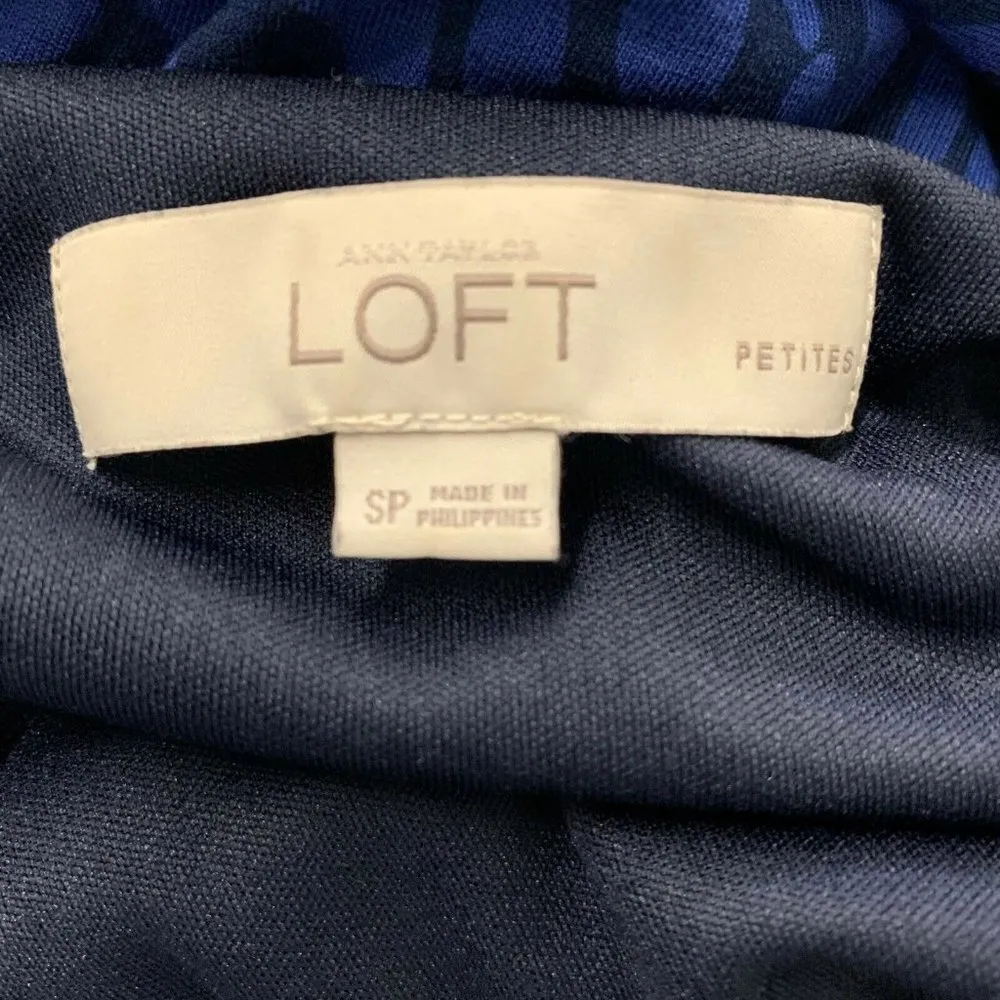 ANN TAYLOR
LOFT
PETITES
SP
MADE IN
PHILIPPINES